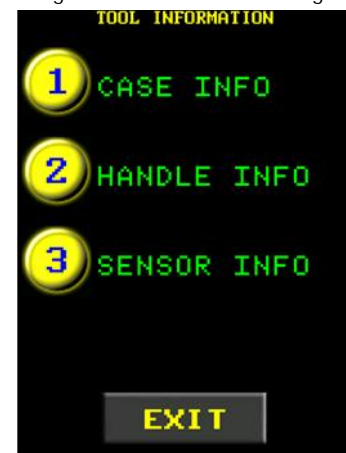 TOOL INFORMATION
1 CASE INFO
2 HANDLE INFO
3 SENSOR INFO
EXIT